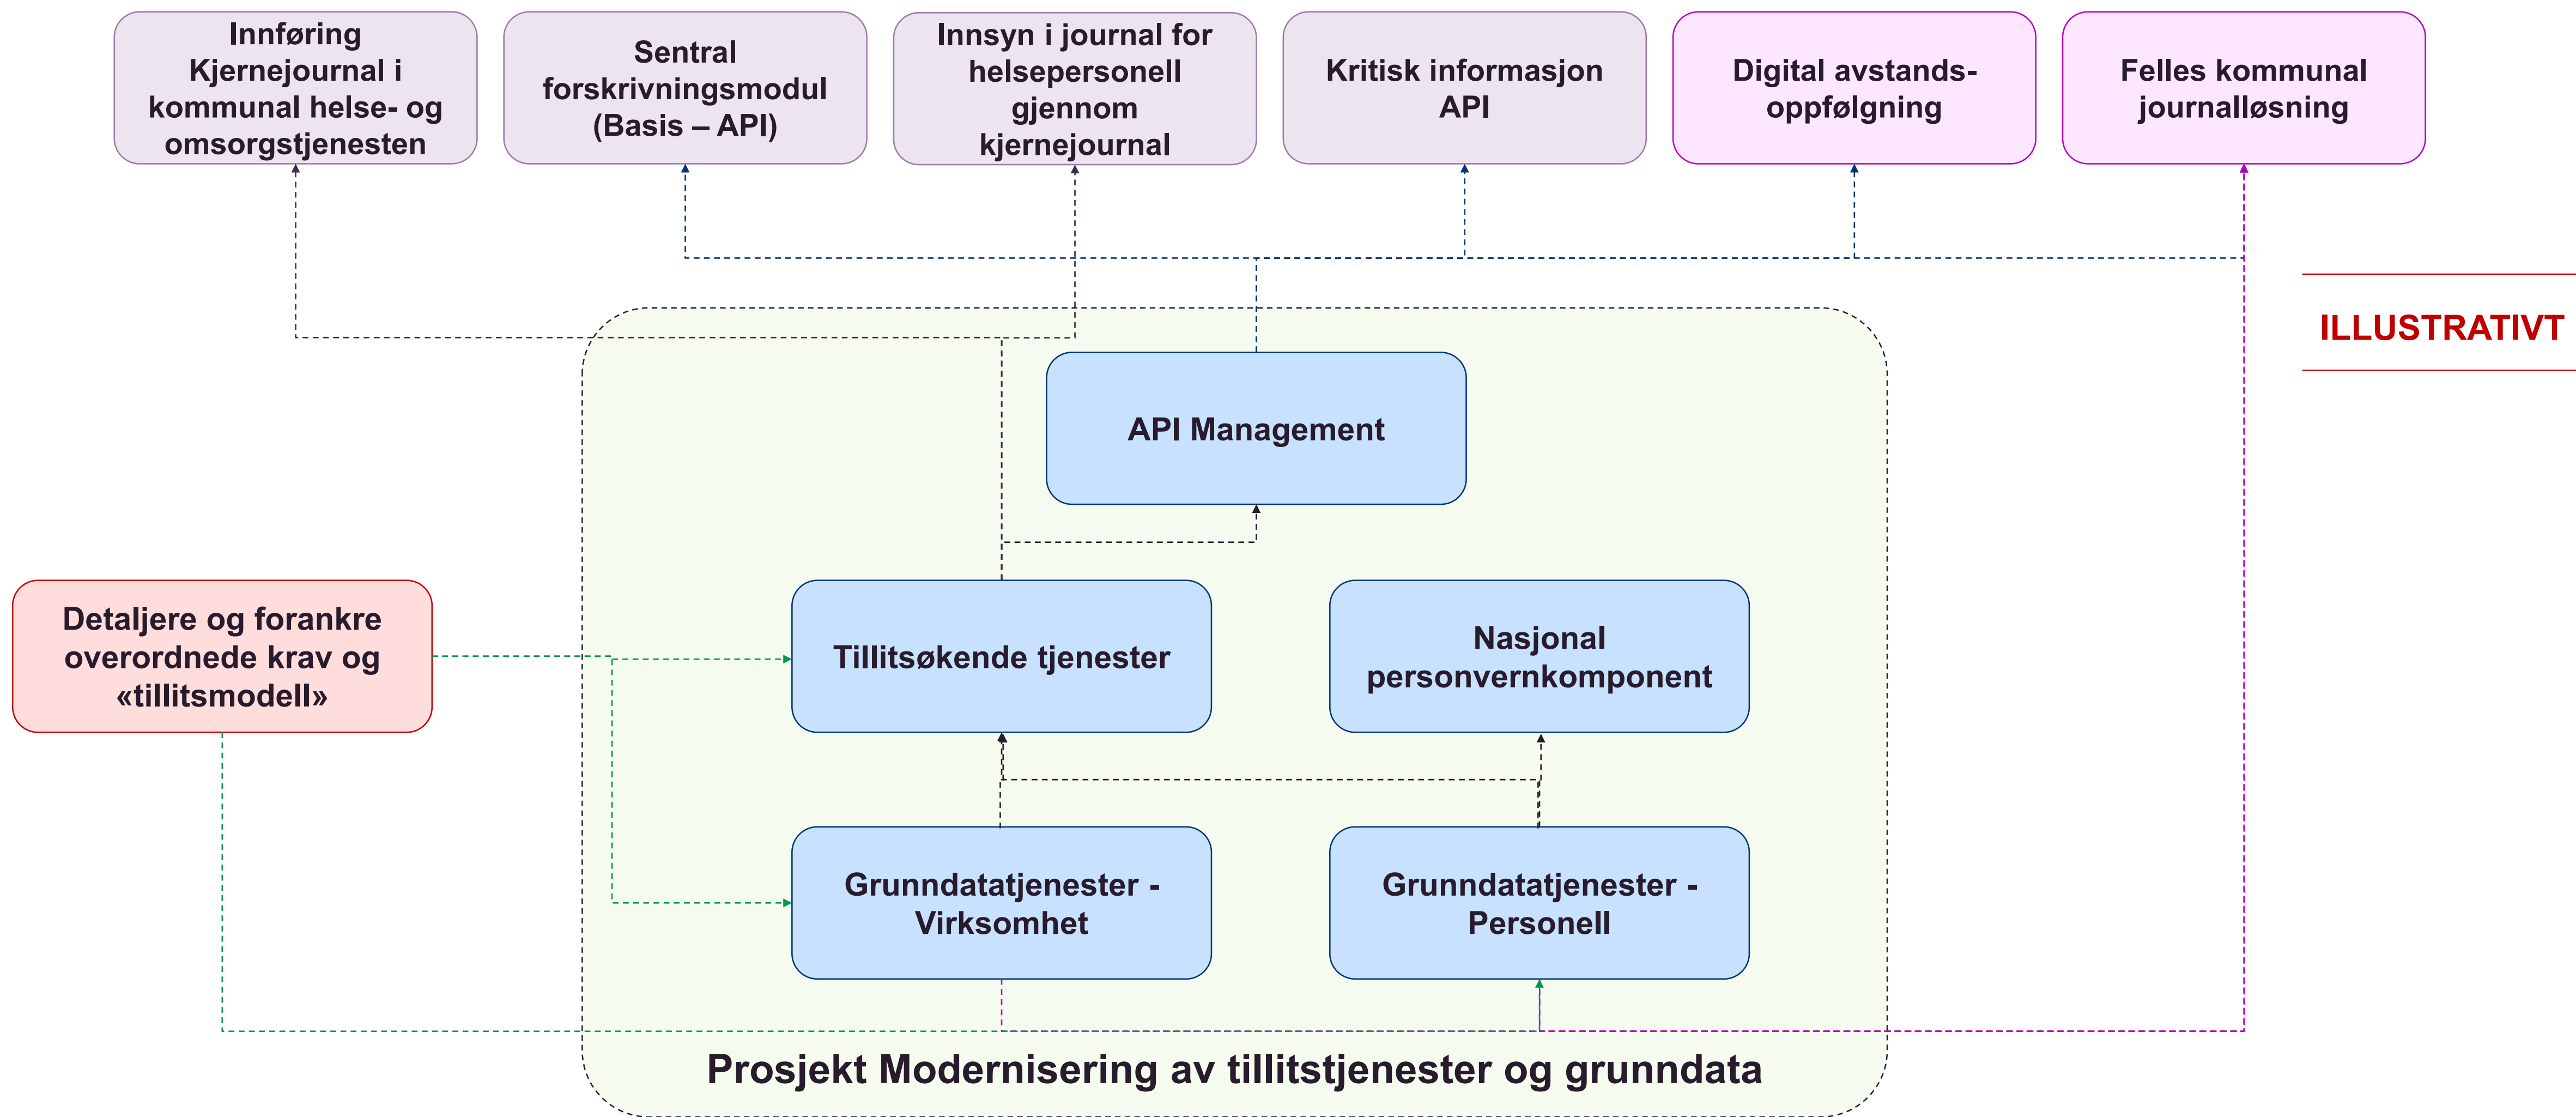 Innføring
Kjernejournal i
kommunal helse- og
omsorgstjenesten
Sentral
forskrivningsmodul
(Basis – API)
Innsyn i journal for
helsepersonell
gjennom
kjernejournal
Kritisk informasjon
API
Digital avstands-
oppfølgning
Felles kommunal
journalløsning
ILLUSTRATIVT
API Management
Detaljere og forankre
overordnede krav og
«tillitsmodell»
Tillitsøkende tjenester
Nasjonal
personvernkomponent
Grunndatatjenester -
Virksomhet
Grunndatatjenester -
Personell
Prosjekt Modernisering av tillitstjenester og grunndata